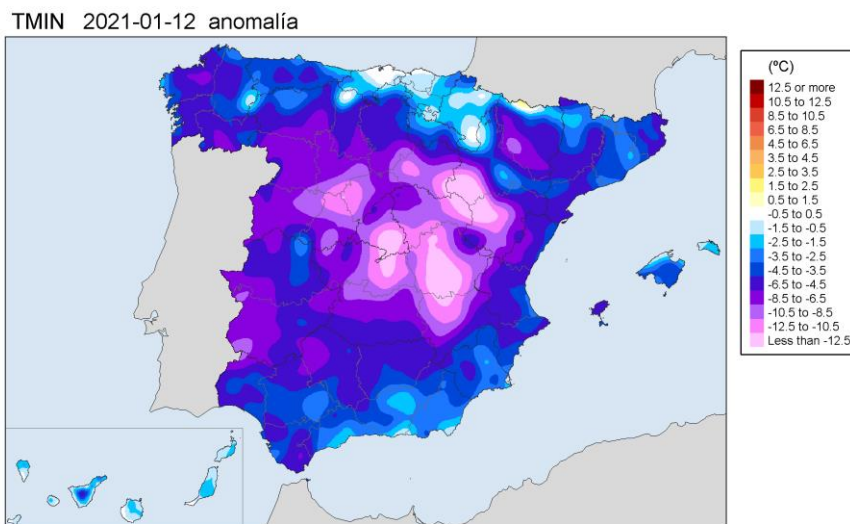 TMIN 2021-01-12 anomalía
(ºC)
12.5 or more
10.5 to 12.5
8.5 to 10.5
6.5 to 8.5
4.5 to 6.5
3.5 to 4.5
2.5 to 3.5
1.5 to 2.5
0.5 to 1.5
-0.5 to 0.5
-1.5 to -0.5
-2.5 to -1.5
-3.5 to -2.5
-4.5 to -3.5
-6.5 to -4.5
-8.5 to -6.5
-10.5 to -8.5
-12.5 to -10.5
Less than -12.5